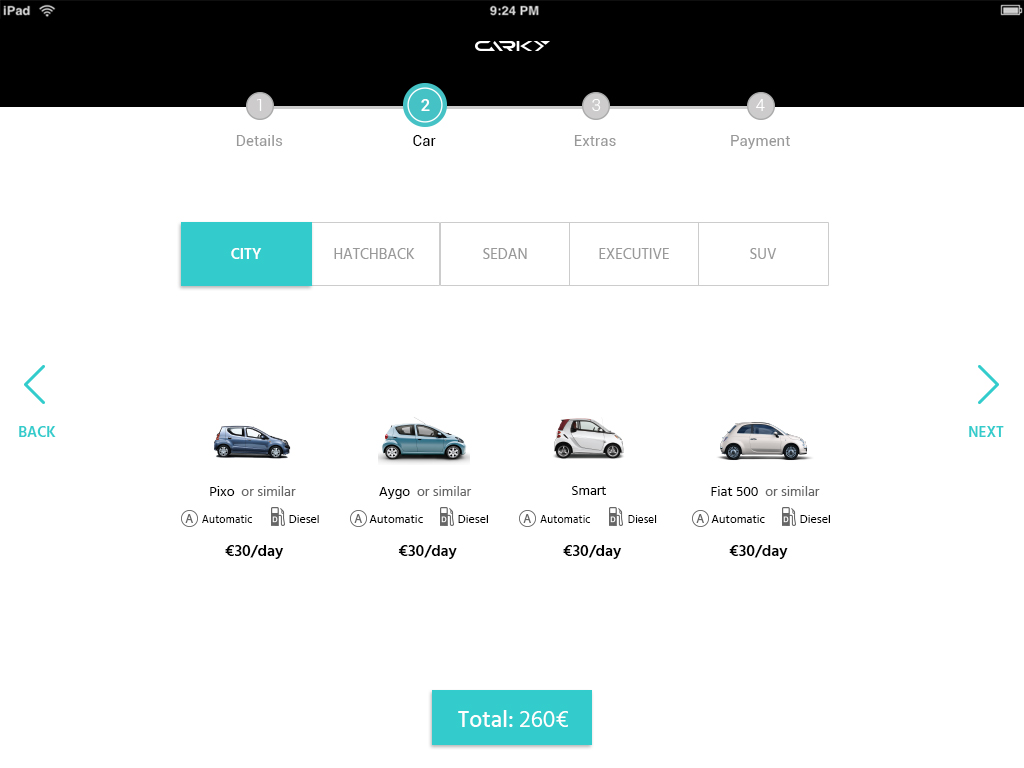 iPad 9:24 PM
CARKY
1 2 3 4
Details Car Extras Payment
CITY HATCHBACK SEDAN EXECUTIVE SUV
BACK NEXT
Pixo or similar Aygo or similar Smart Fiat 500 or similar
A Automatic D Diesel A Automatic D Diesel A Automatic D Diesel A Automatic D Diesel
€30/day €30/day €30/day €30/day
Total: 260€